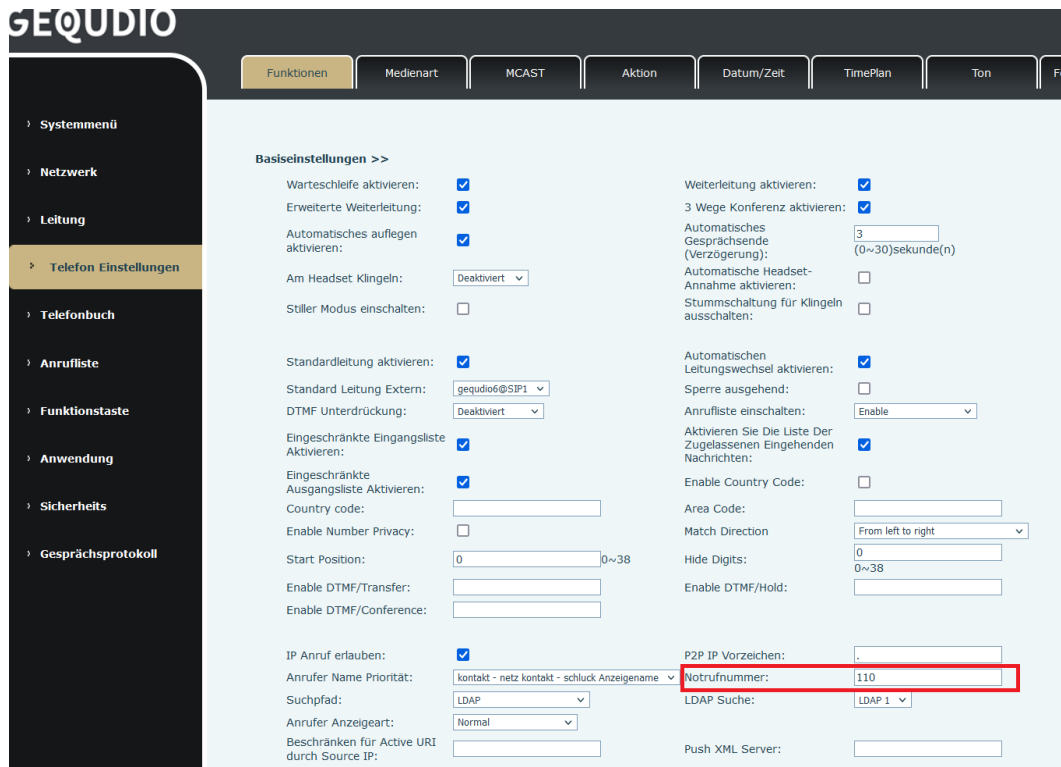 GEQUDIO
Funktionen Medienart MCAST Aktion Datum/Zeit TimePlan Ton
Systemmenü
Netzwerk
Leitung
Telefon Einstellungen
Telefonbuch
Anrufliste
Funktionstaste
Anwendung
Sicherheits
Gesprächsprotokoll
Basiseinstellungen >>
Warteschleife aktivieren: Weiterleitung aktivieren:
Erweiterte Weiterleitung: 3 Wege Konferenz aktivieren:
Automatisches auflegen
aktivieren:
Automatisches
Gesprächsende
(Verzögerung):
3
(0~30)sekunde(n)
Am Headset Klingeln: Deaktiviert
Automatische Headset-
Annahme aktivieren:
Stiller Modus einschalten:
Stummschaltung für Klingeln
ausschalten:
Standardleitung aktivieren:
Automatischen
Leitungswechsel aktivieren:
Standard Leitung Extern: gequdio6@SIP1 Sperre ausgehend:
DTMF Unterdrückung: Deaktiviert Anrufliste einschalten: Enable
Eingeschränkte Eingangsliste
Aktivieren:
Aktivieren Sie Die Liste Der
Zugelassenen Eingehenden
Nachrichten:
Eingeschränkte
Ausgangsliste Aktivieren:
Enable Country Code:
Country code: Area Code:
Enable Number Privacy: Match Direction From left to right
Start Position: 0 0~38 Hide Digits: 0
0~38
Enable DTMF/Transfer: Enable DTMF/Hold:
Enable DTMF/Conference:
IP Anruf erlauben: P2P IP Vorzeichen: .
Anrufer Name Priorität: kontakt - netz kontakt - schluck Anzeigename Notrufnummer: 110
Suchpfad: LDAP LDAP Suche: LDAP 1
Anrufer Anzeigeart: Normal
Beschränken für Active URI
durch Source IP:
Push XML Server: